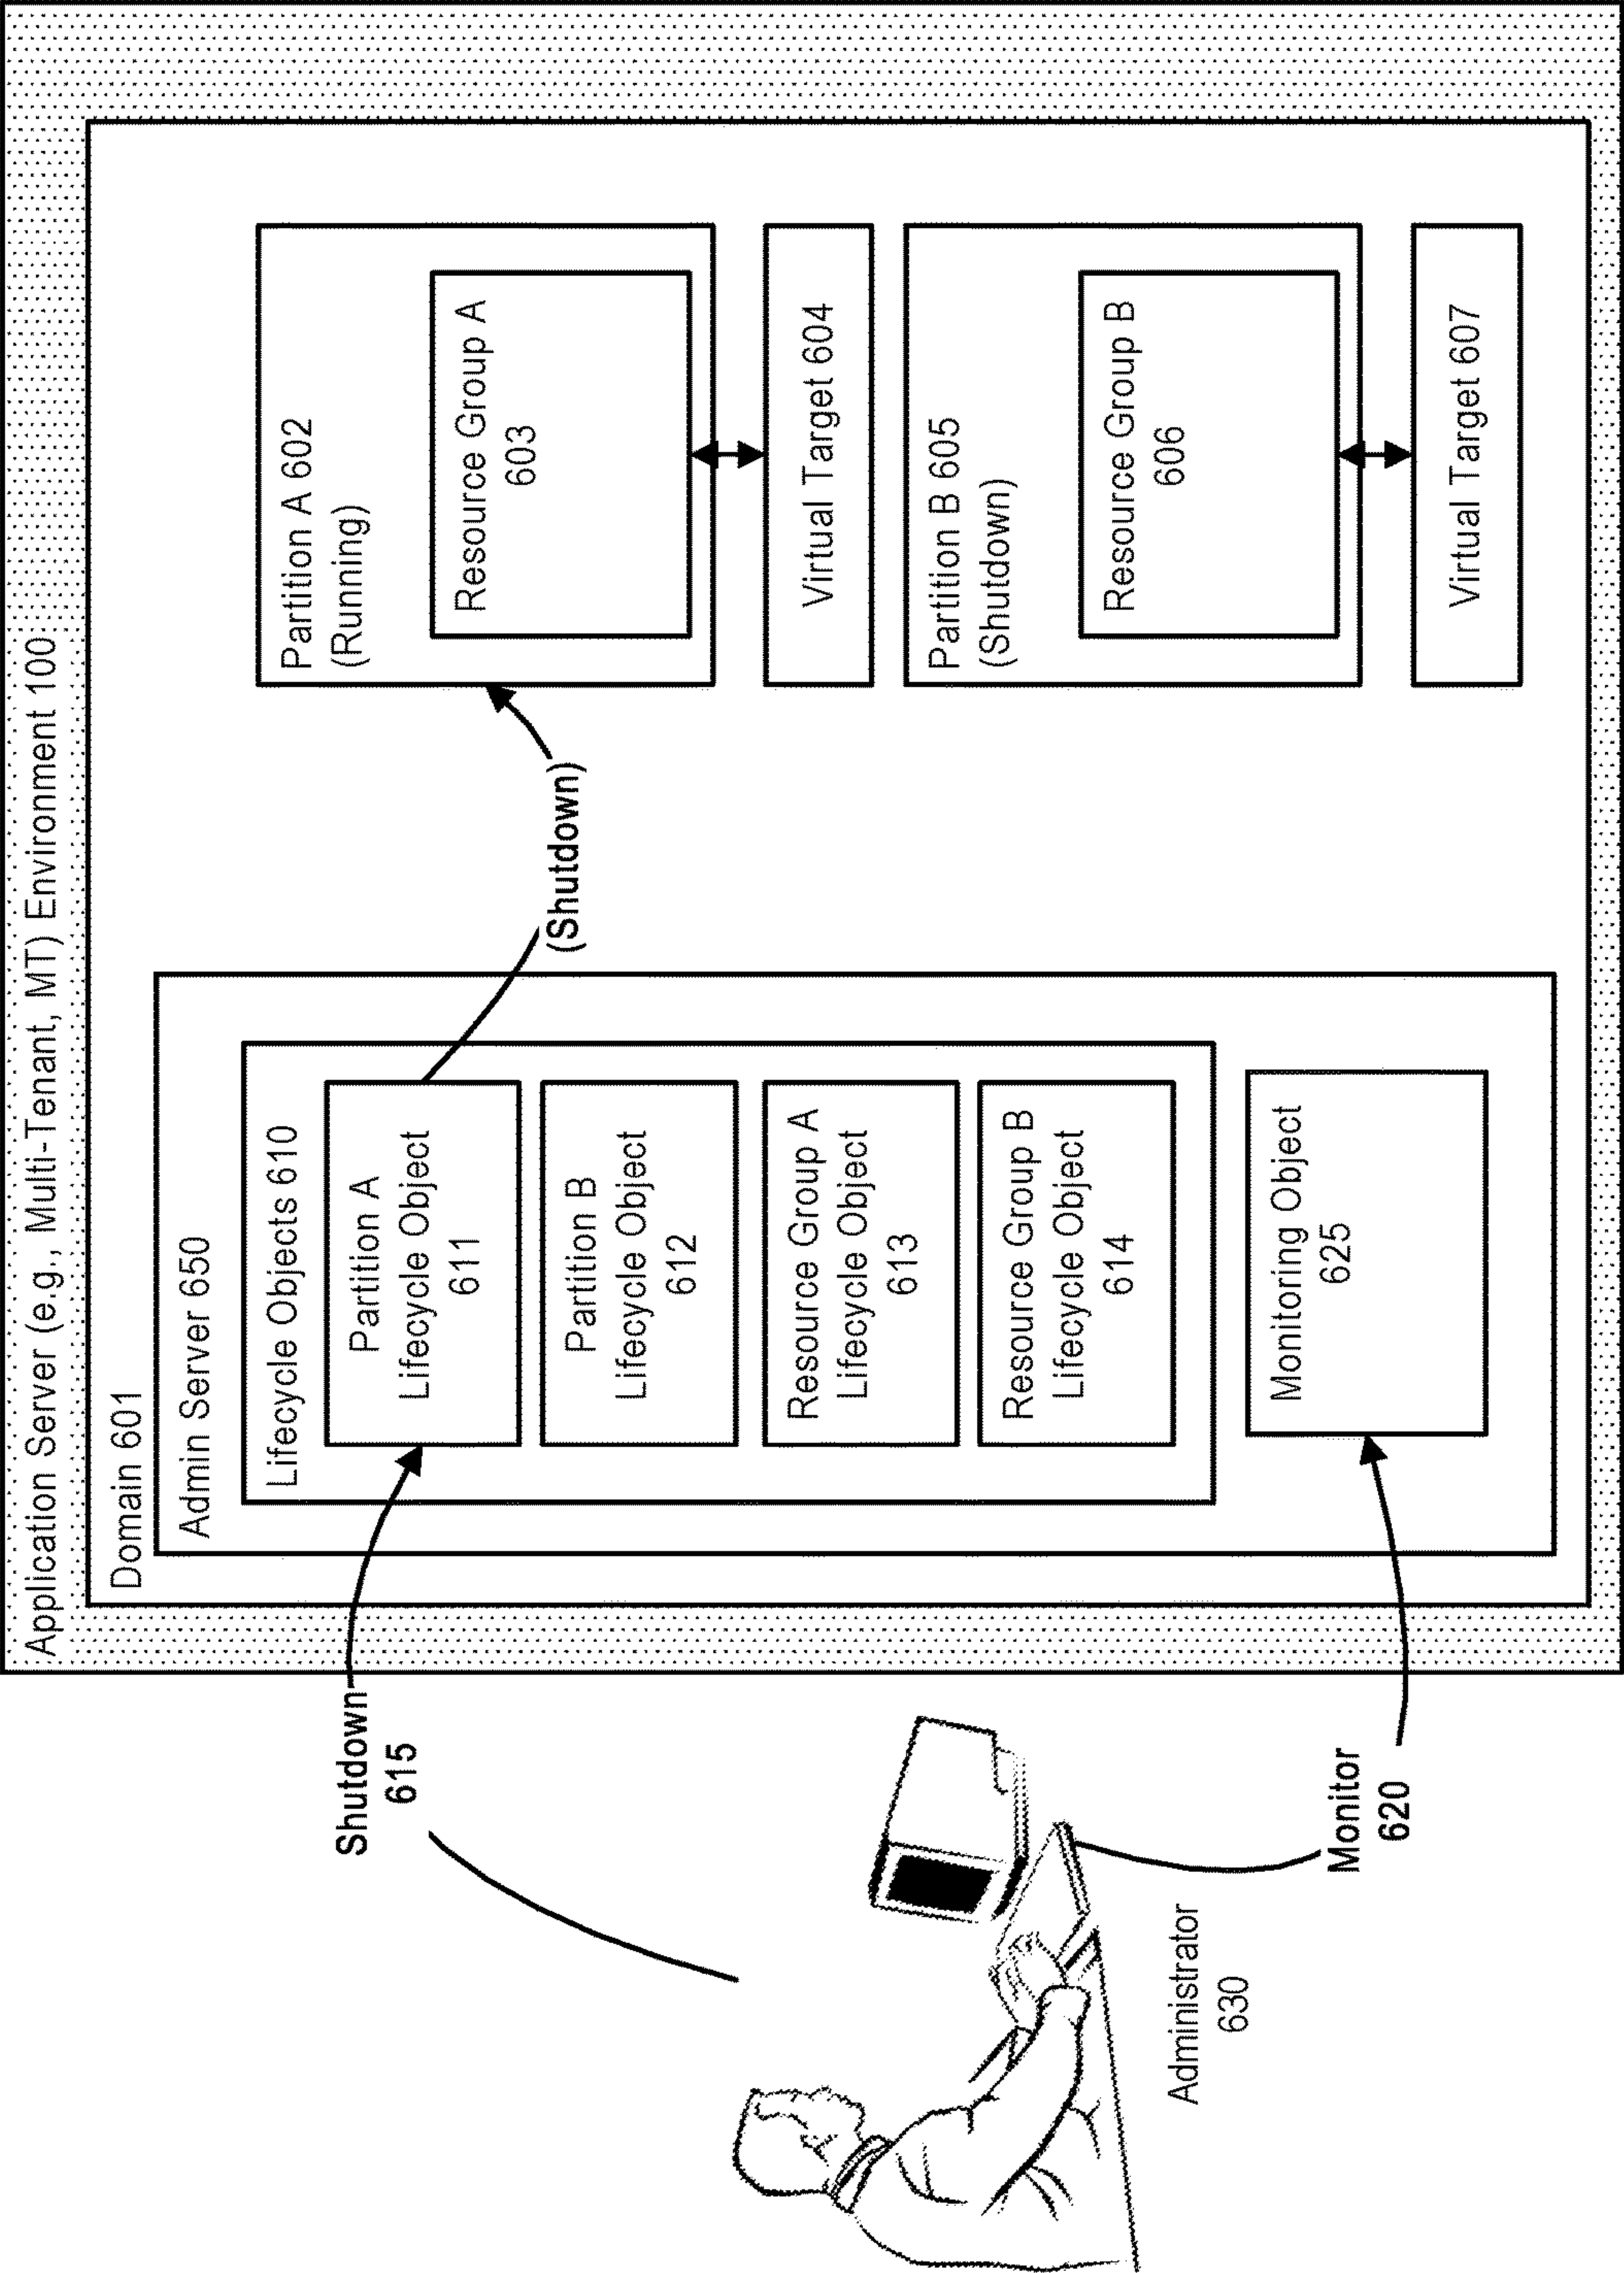 Application Server (e.g., Multi-Tenant, MT) Environment 100
Domain 601
Admin Server 650
Lifecycle Objects 610
Partition A
Lifecycle Object
611
Partition B
Lifecycle Object
612
Resource Group A
Lifecycle Object
613
Resource Group B
Lifecycle Object
614
Monitoring Object
625
Partition A 602
(Running)
Resource Group A
603
Virtual Target 604
Partition B 605
(Shutdown)
Resource Group B
606
Virtual Target 607
(Shutdown)
Shutdown
615
Monitor
620
Administrator
630